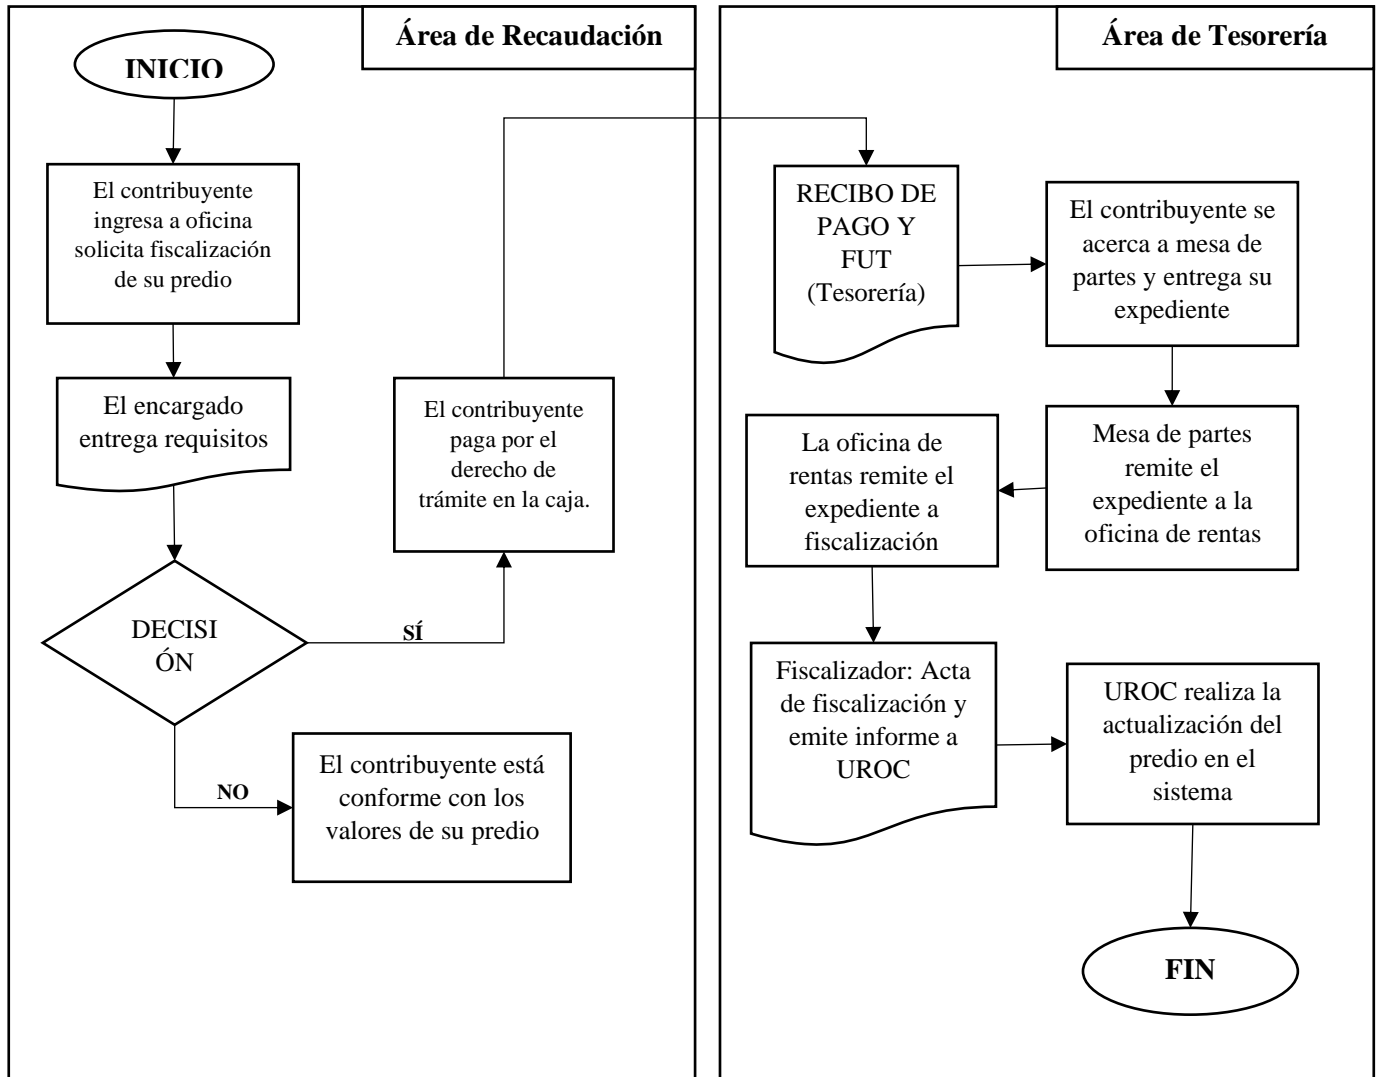 Área de Recaudación
INICIO
El contribuyente
ingresa a oficina
solicita fiscalización
de su predio
El encargado
entrega requisitos
DECISI
ÓN
SÍ
El contribuyente
paga por el
derecho de
trámite en la caja.
NO
El contribuyente está
conforme con los
valores de su predio
Área de Tesorería
RECIBO DE
PAGO Y
FUT
(Tesorería)
El contribuyente se
acerca a mesa de
partes y entrega su
expediente
Mesa de partes
remite el
expediente a la
oficina de rentas
La oficina de
rentas remite el
expediente a
fiscalización
Fiscalizador: Acta
de fiscalización y
emite informe a
UROC
UROC realiza la
actualización del
predio en el
sistema
FIN